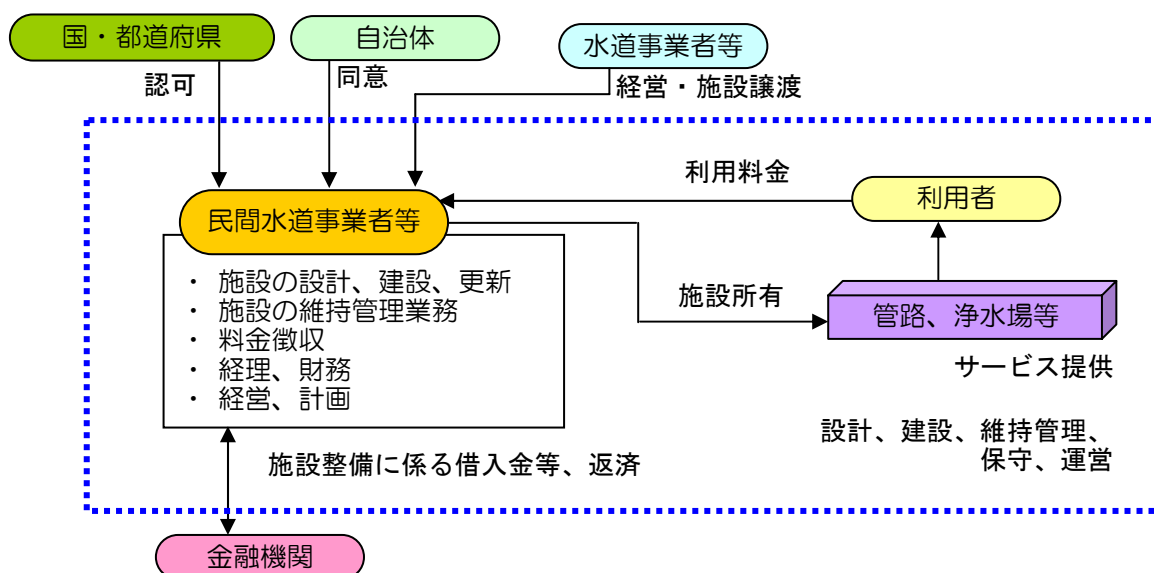 国・都道府県
自治体
水道事業者等
認可
同意
経営・施設譲渡
利用料金
利用者
民間水道事業者等
・ 施設の設計、建設、更新
・ 施設の維持管理業務
・ 料金徴収
・ 経理、財務
・ 経営、計画
施設所有
管路、浄水場等
サービス提供
設計、建設、維持管理、
保守、運営
施設整備に係る借入金等、返済
金融機関